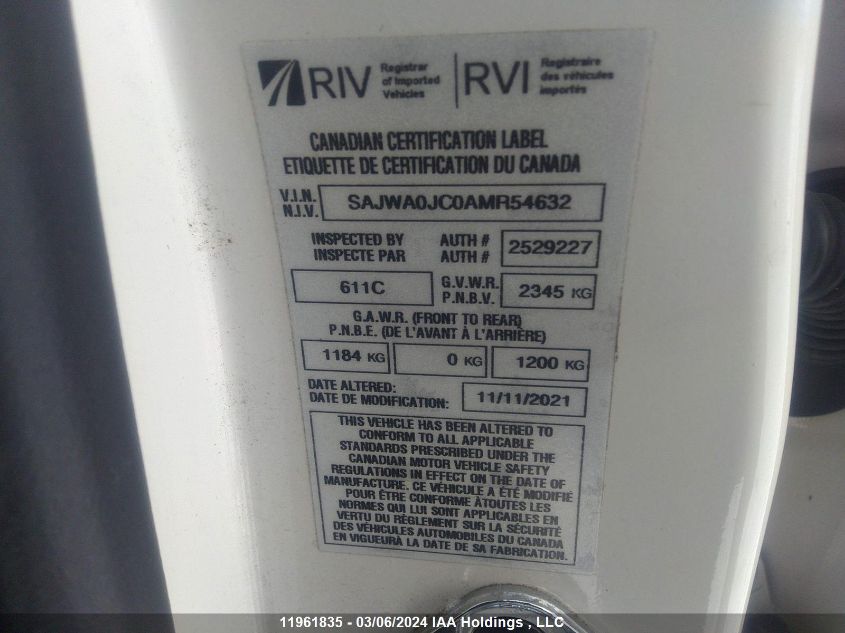 RIV Registrar of Imported Vehicles | RVI Registraire des véhicules importés
CANADIAN CERTIFICATION LABEL
ETIQUETTE DE CERTIFICATION DU CANADA
V.I.N. N.I.V. SAJWA0JC0AMR54632
INSPECTED BY AUTH # 2529227
INSPECTE PAR AUTH #
611C G.V.W.R. P.N.B.V. 2345 KG
G.A.W.R. (FRONT TO REAR)
P.N.B.E. (DE L'AVANT À L'ARRIÈRE)
1184 KG 0 KG 1200 KG
DATE ALTERED:
DATE DE MODIFICATION: 11/11/2021
THIS VEHICLE HAS BEEN ALTERED TO
CONFORM TO ALL APPLICABLE
STANDARDS PRESCRIBED UNDER THE
CANADIAN MOTOR VEHICLE SAFETY
REGULATIONS IN EFFECT ON THE DATE OF
MANUFACTURE. CE VÉHICULE A ÉTÉ MODIFIÉ
POUR ÊTRE CONFORME ÀTOUTES LES
NORMES QUI LUI SONT APPLICABLES EN
VERTU DU RÈGLEMENT SUR LA SÉCURITÉ
DES VÉHICULES AUTOMOBILES DU CANADA
EN VIGUEURÀ LA DATE DE SA FABRICATION.
11961835 - 03/06/2024 IAA Holdings , LLC